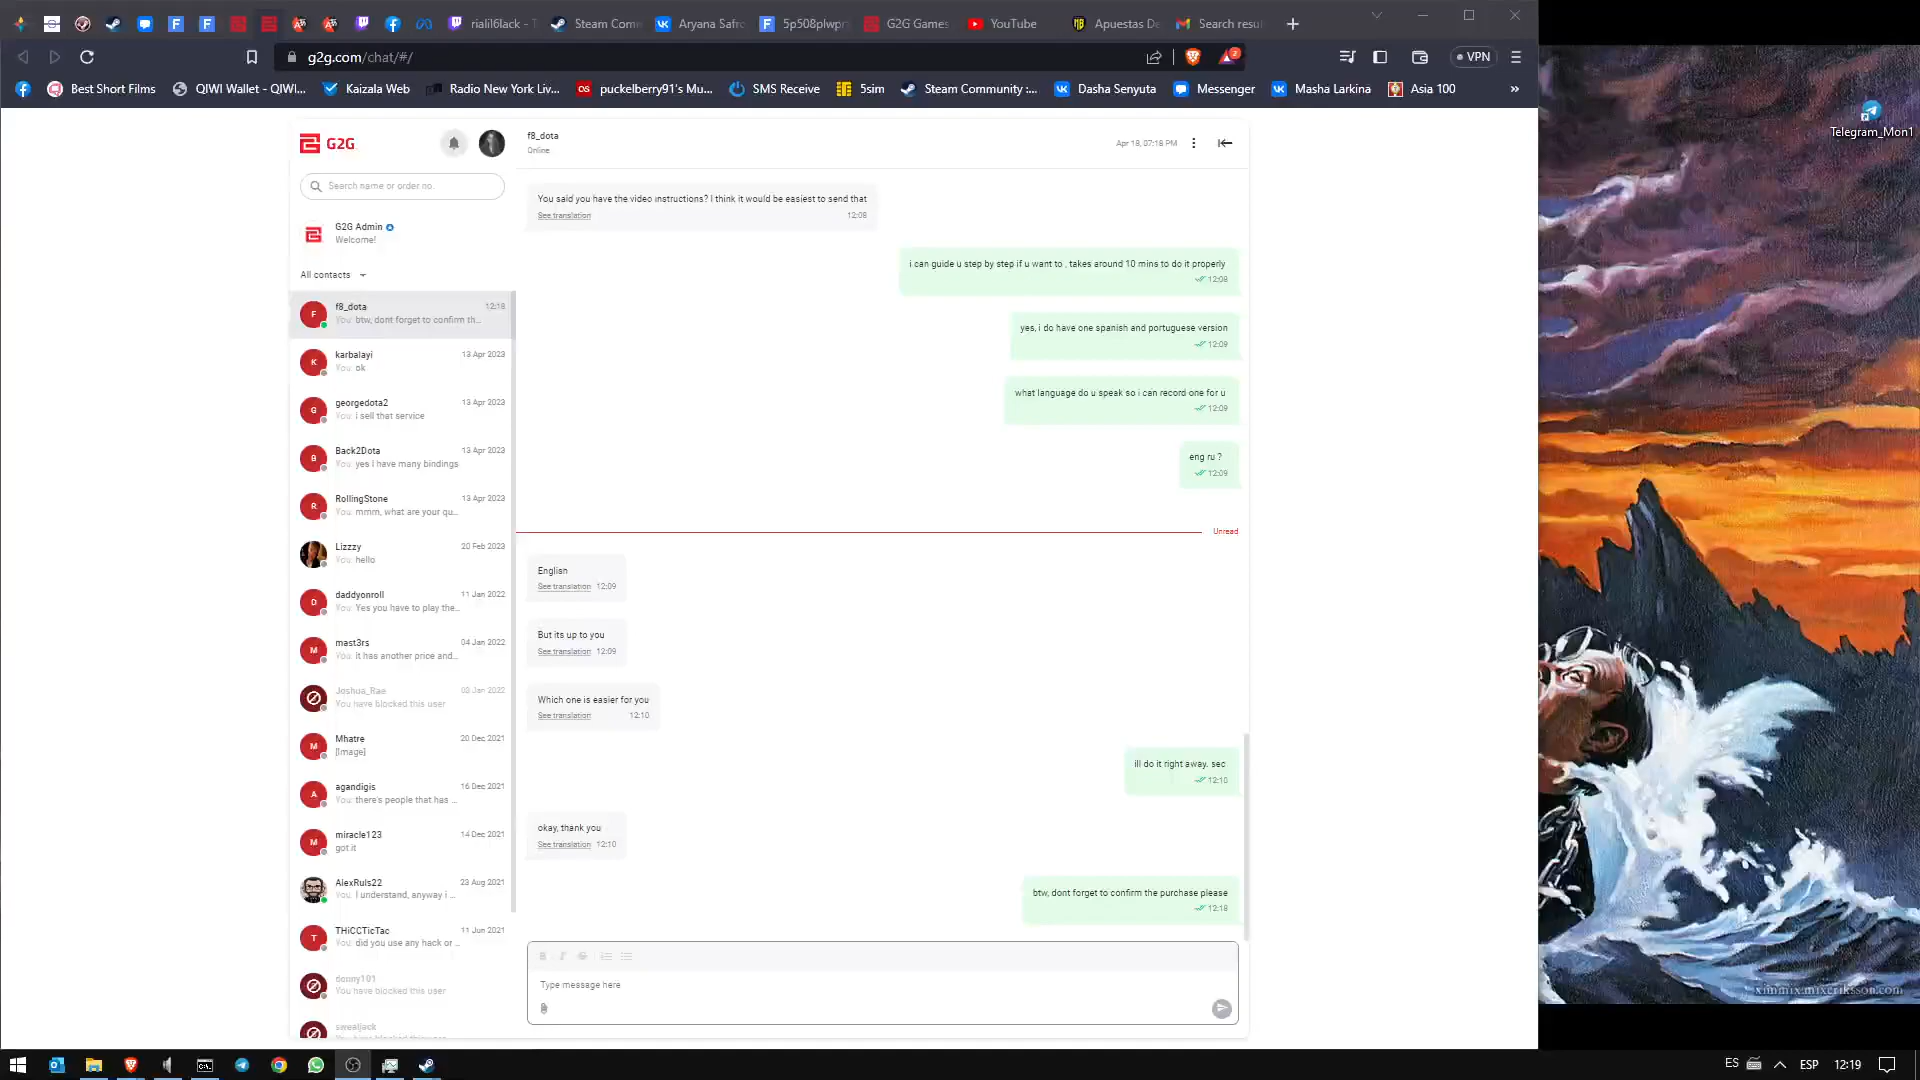 rialil6lack - T
Steam Com
Aryana Safro
5p508plwpr
G2G Games
YouTube
Apuestas De
Search resu
g2g.com/chat/#/
2
VPN
Best Short Films
QIWI Wallet - QIWI...
Kaizala Web
Radio New York Liv...
puckelberry91's Mu...
SMS Receive
5sim
Steam Community :...
Dasha Senyuta
Messenger
Masha Larkina
Asia 100
»
Telegram_Mon1
G2G
f8_dota
Online
Apr 18, 07:18 PM
Search name or order no.
G2G Admin
Welcome!
All contacts
f8_dota
12:18
You: btw, dont forget to confirm th...
karbalayi
13 Apr 2023
You: ok
georgedota2
13 Apr 2023
You: i sell that service
Back2Dota
13 Apr 2023
You: yes I have many bindings
RollingStone
13 Apr 2023
You: mmm, what are your qu...
Lizzzy
20 Feb 2023
You: hello
daddyonroll
11 Jan 2022
You: Yes you have to play the...
mast3rs
04 Jan 2022
You: it has another price and...
Joshua_Rae
You have blocked this user
Mhatre
20 Dec 2021
[Image]
agandigis
16 Dec 2021
You: there's people that has ...
miracle123
14 Dec 2021
got it
AlexRuls22
23 Aug 2021
You: I understand, anyway i ...
THiCCTicTac
11 Jun 2021
You: did you use any hack or ...
donny101
You have blocked this user
swealjack
You said you have the video instructions? I think it would be easiest to send that
See translation
12:08
i can guide u step by step if u want to , takes around 10 mins to do it properly
12:08
yes, i do have one spanish and portuguese version
12:09
what language do u speak so i can record one for u
12:09
eng ru ?
12:09
Unread
English
See translation 12:09
But its up to you
See translation 12:09
Which one is easier for you
See translation 12:10
ill do it right away. sec
12:10
okay, thank you
See translation 12:10
btw, dont forget to confirm the purchase please
12:18
Type message here
ximmix.mixeriksson.com
ES
ESP
12:19